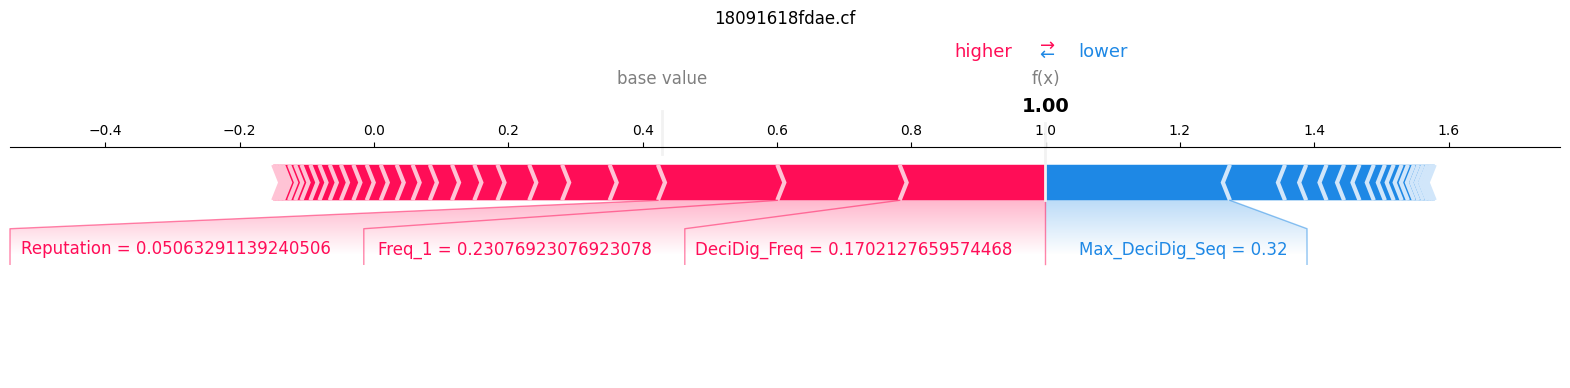 18091618fdae.cf
higher ⇄ lower
base value f(x)
1.00
−0.4 −0.2 0.0 0.2 0.4 0.6 0.8 1.0 1.2 1.4 1.6
Reputation = 0.05063291139240506 Freq_1 = 0.23076923076923078 DeciDig_Freq = 0.1702127659574468 Max_DeciDig_Seq = 0.32